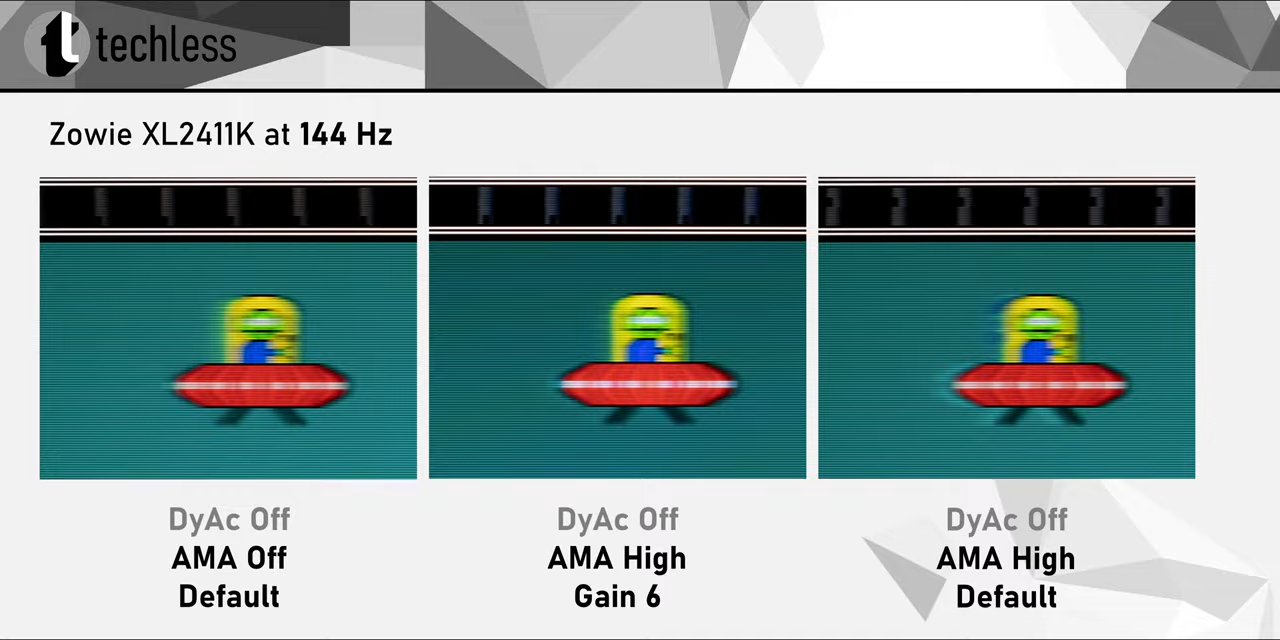 techless
Zowie XL2411K at 144 Hz
DyAc Off
AMA Off
Default
DyAc Off
AMA High
Gain 6
DyAc Off
AMA High
Default